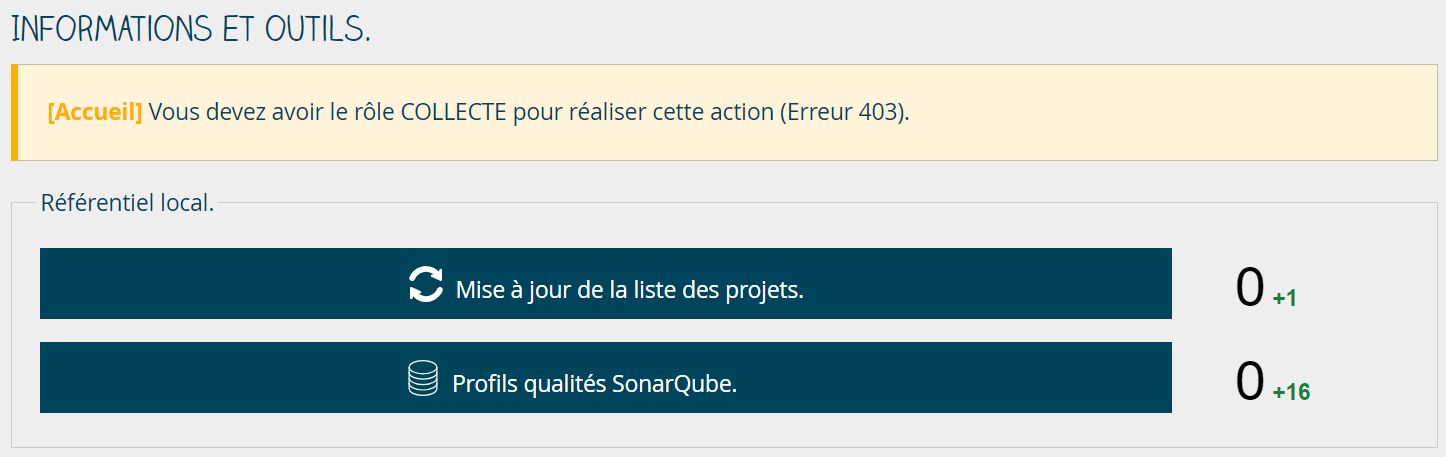 INFORMATIONS ET OUTILS.
[Accueil] Vous devez avoir le rôle COLLECTE pour réaliser cette action (Erreur 403).
Référentiel local.
Mise à jour de la liste des projets.
0 +1
Profils qualités SonarQube.
0 +16